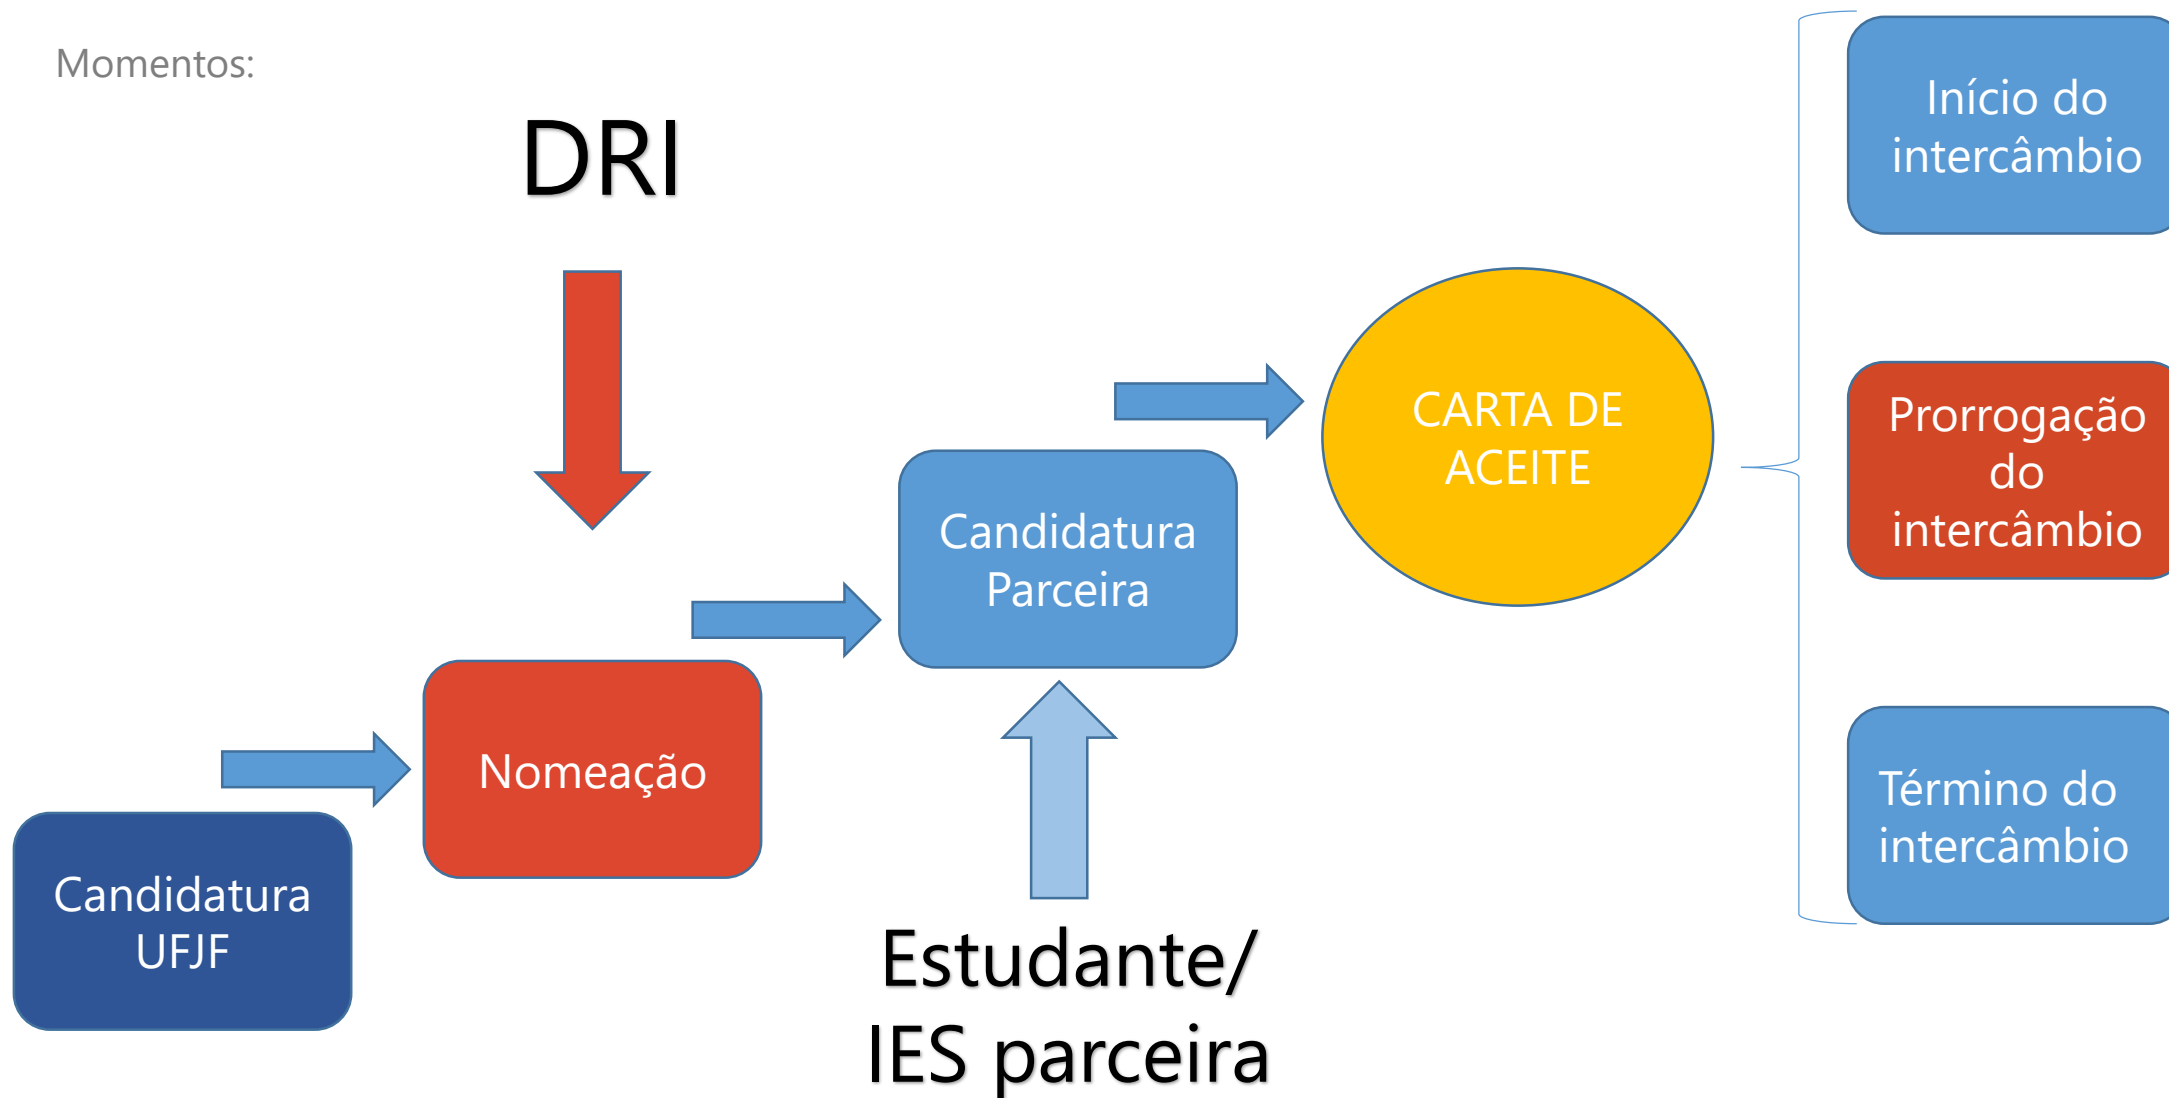 Momentos:
DRI
Candidatura
UFJF
Nomeação
Candidatura
Parceira
Estudante/
IES parceira
CARTA DE
ACEITE
Início do
intercâmbio
Prorrogação
do
intercâmbio
Término do
intercâmbio